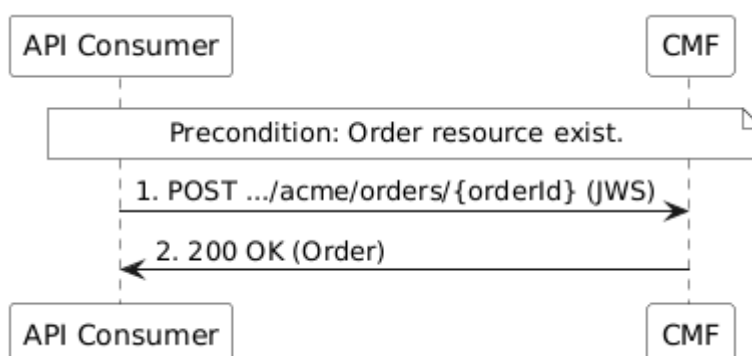 API Consumer
CMF
Precondition: Order resource exist.
1. POST .../acme/orders/{orderId} (JWS)
2. 200 OK (Order)
API Consumer
CMF